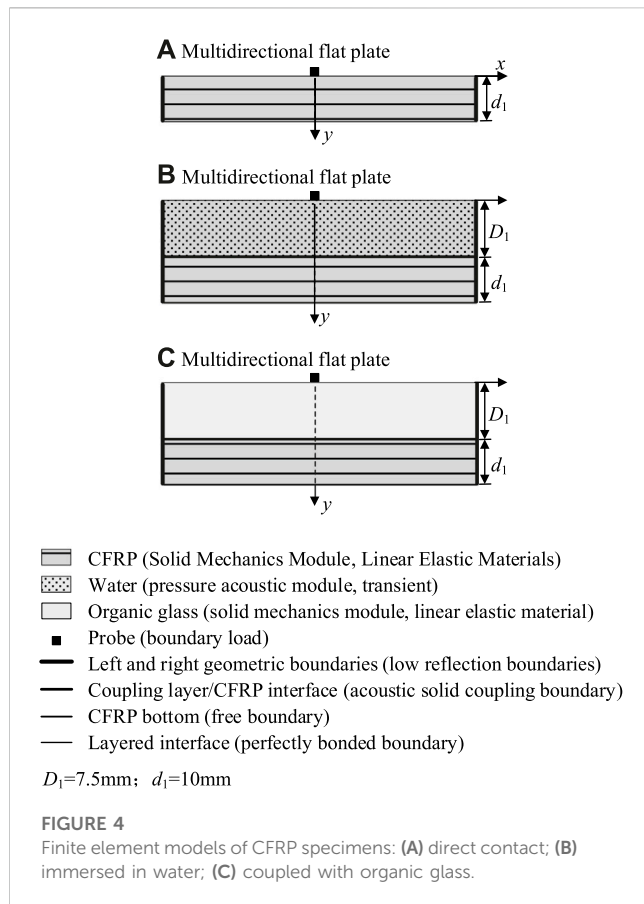 A Multidirectional flat plate
x
d1
y
B Multidirectional flat plate
D1
d1
y
C Multidirectional flat plate
D1
d1
y
CFRP (Solid Mechanics Module, Linear Elastic Materials)
Water (pressure acoustic module, transient)
Organic glass (solid mechanics module, linear elastic material)
Probe (boundary load)
Left and right geometric boundaries (low reflection boundaries)
Coupling layer/CFRP interface (acoustic solid coupling boundary)
CFRP bottom (free boundary)
Layered interface (perfectly bonded boundary)
D1=7.5mm; d1=10mm
FIGURE 4
Finite element models of CFRP specimens: (A) direct contact; (B)
immersed in water; (C) coupled with organic glass.